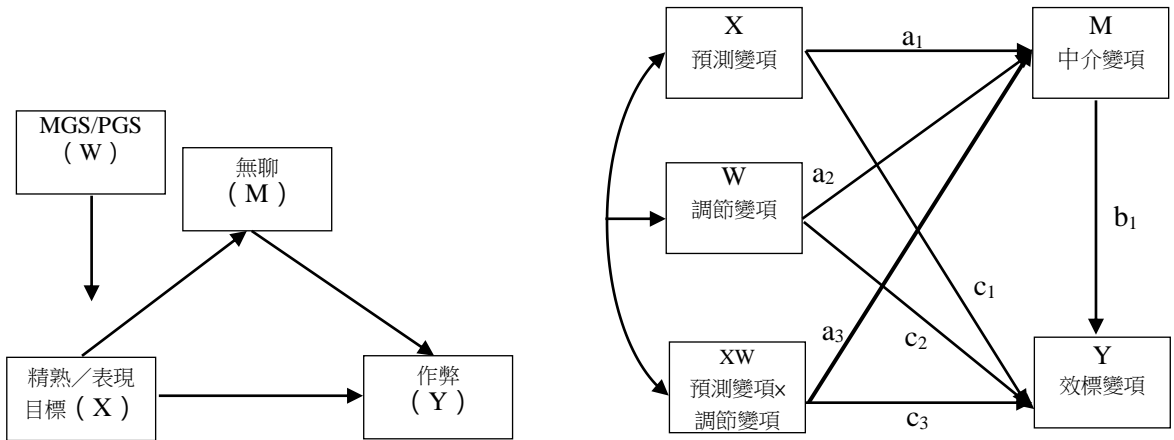 MGS/PGS
( W )
無聊
( M )
精熟／表現
目標 ( X )
作弊
( Y )
X
預測變項
a1
M
中介變項
W
調節變項
a2
b1
c1
a3
c2
XW
預測變項×
調節變項
c3
Y
效標變項